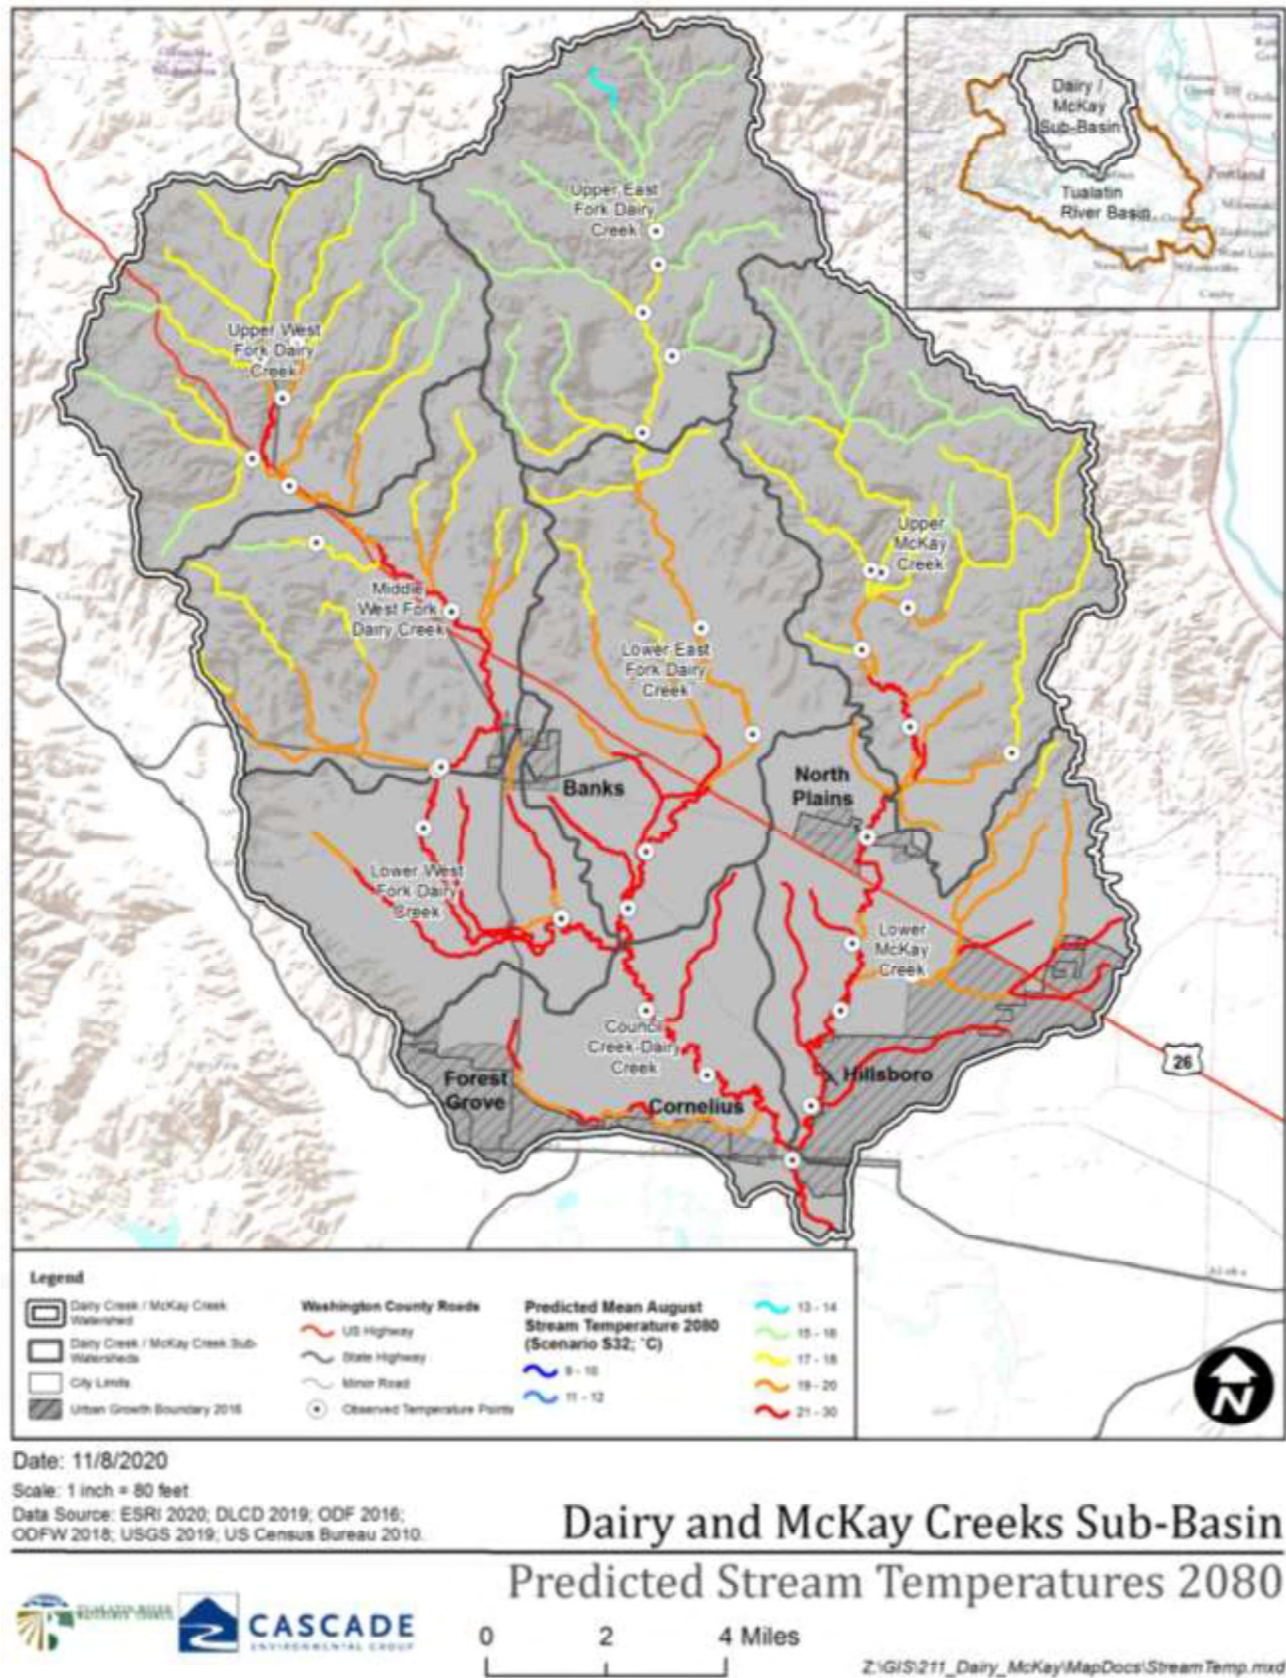 Dairy /
McKay
Sub-Basin
Tualatin
River Basin
Portland
Upper East
Fork Dairy
Creek
Upper West
Fork Dairy
Creek
Upper
McKay
Creek
Middle
West Fork
Dairy Creek
Lower East
Fork Dairy
Creek
Banks
North
Plains
Lower West
Fork Dairy
Creek
Lower
McKay
Creek
Council
Creek-Dairy
Creek
Forest
Grove
Cornelius
Hillsboro
26
Aloha
Legend
Dairy Creek / McKay Creek
Watershed
Dairy Creek / McKay Creek Sub-
Watersheds
City Limits
Urban Growth Boundary 2016
Washington County Roads
US Highway
State Highway
Minor Road
Observed Temperature Points
Predicted Mean August
Stream Temperature 2080
(Scenario S32; °C)
9 - 10
11 - 12
13 - 14
15 - 16
17 - 18
19 - 20
21 - 30
N
Date: 11/8/2020
Scale: 1 inch = 80 feet
Data Source: ESRI 2020; DLCD 2019; ODF 2016;
ODFW 2018; USGS 2019; US Census Bureau 2010.
Dairy and McKay Creeks Sub-Basin
Predicted Stream Temperatures 2080
CASCADE
ENVIRONMENTAL GROUP
0 2 4 Miles
Z:\GIS\211_Dairy_McKay\MapDocs\StreamTemp.mxd